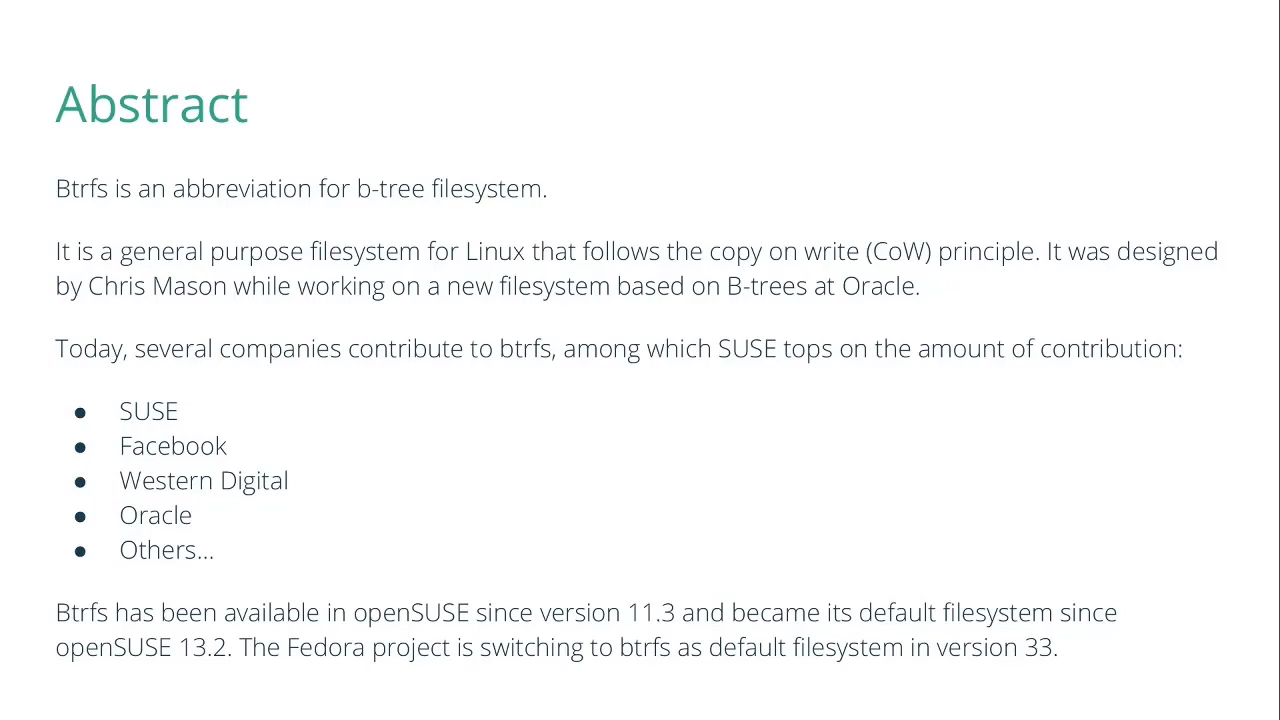 Abstract
Btrfs is an abbreviation for b-tree filesystem.
It is a general purpose filesystem for Linux that follows the copy on write (CoW) principle. It was designed
by Chris Mason while working on a new filesystem based on B-trees at Oracle.
Today, several companies contribute to btrfs, among which SUSE tops on the amount of contribution:
● SUSE
● Facebook
● Western Digital
● Oracle
● Others...
Btrfs has been available in openSUSE since version 11.3 and became its default filesystem since
openSUSE 13.2. The Fedora project is switching to btrfs as default filesystem in version 33.